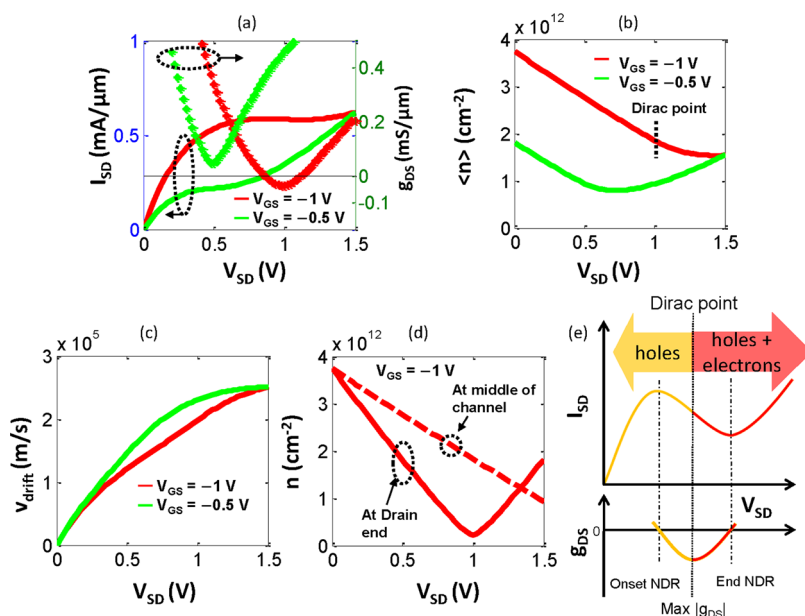 (a)
I_SD (mA/μm)
1
0.5
0
g_DS (mS/μm)
0.4
0.2
0
−0.1
V_GS = −1 V
V_GS = −0.5 V
0 0.5 1 1.5
V_SD (V)
(b)
x 10^12
<n> (cm^-2)
4
3
2
1
0
V_GS = −1 V
V_GS = −0.5 V
Dirac point
0 0.5 1 1.5
V_SD (V)
(c)
x 10^5
v_drift (m/s)
3
2
1
0
V_GS = −1 V
V_GS = −0.5 V
0 0.5 1 1.5
V_SD (V)
(d)
x 10^12
n (cm^-2)
4
3
2
1
0
V_GS = −1 V
At middle of
channel
At Drain
end
0 0.5 1 1.5
V_SD (V)
Dirac point
(e)
holes
holes +
electrons
I_SD
V_SD
g_DS
0
Onset NDR
End NDR
Max |g_DS|